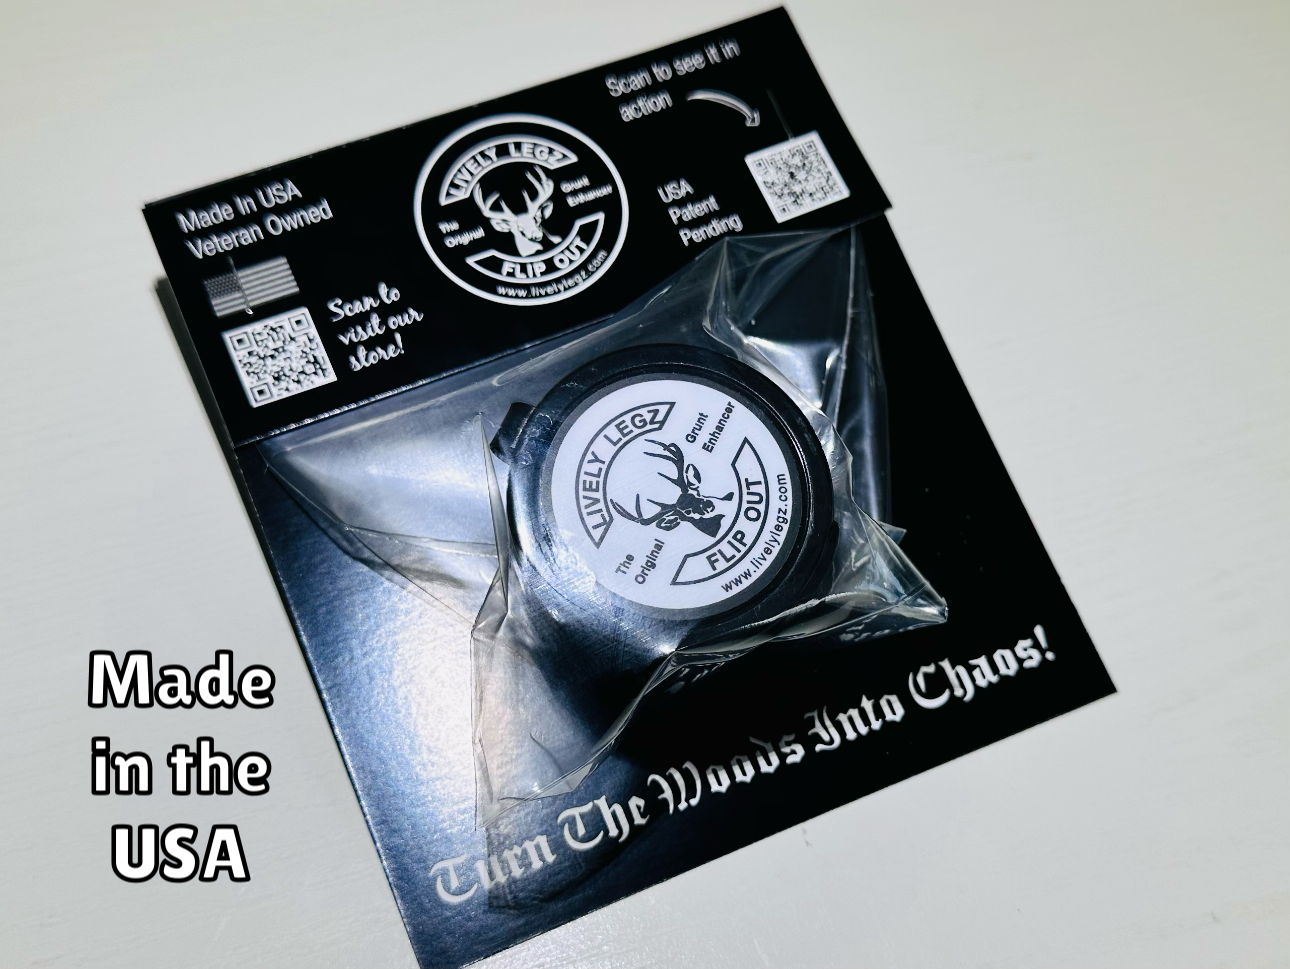 Made In USA
Veteran Owned
Scan to
visit our
store!
LIVELY LEGZ
The
Original
Grunt
Enhancer
FLIP OUT
www.livelylegz.com
Scan to see it in
action
USA
Patent
Pending
LIVELY LEGZ
Grunt
Enhancer
The
Original
FLIP OUT
www.livelylegz.com
Turn The Woods Into Chaos!
Made
in the
USA